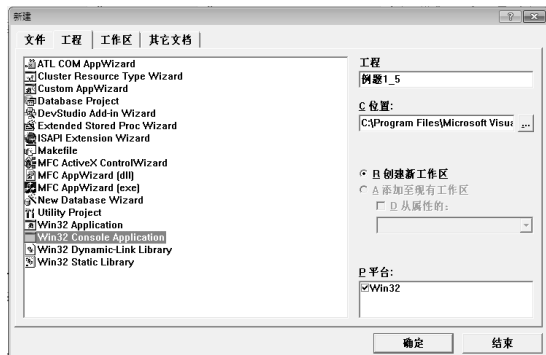 新建
文件 工程 工作区 其它文档
ATL COM AppWizard
Cluster Resource Type Wizard
Custom AppWizard
Database Project
DevStudio Add-in Wizard
Extended Stored Proc Wizard
ISAPI Extension Wizard
Makefile
MFC ActiveX ControlWizard
MFC AppWizard (dll)
MFC AppWizard (exe)
New Database Wizard
Utility Project
Win32 Application
Win32 Console Application
Win32 Dynamic-Link Library
Win32 Static Library
工程
例题1_5
C 位置:
C:\Program Files\Microsoft Visua ...
R 创建新工作区
A 添加至现有工作区
D 从属性的:
P 平台:
Win32
确定 结束